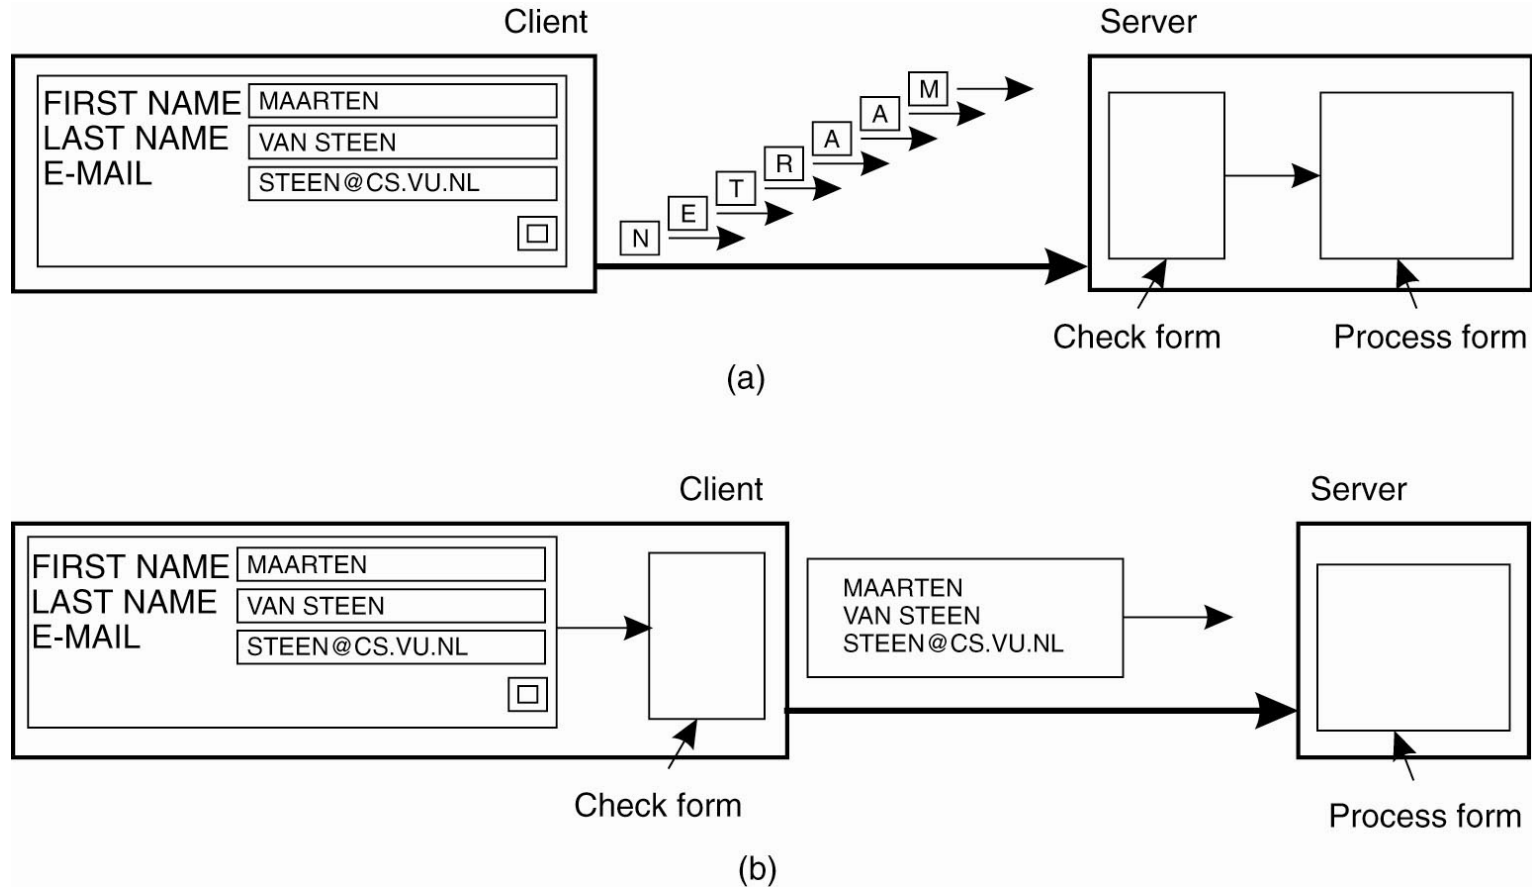 Client
Server
FIRST NAME MAARTEN
LAST NAME VAN STEEN
E-MAIL STEEN@CS.VU.NL
M
A
A
R
T
E
N
Check form
Process form
(a)
Client
Server
FIRST NAME MAARTEN
LAST NAME VAN STEEN
E-MAIL STEEN@CS.VU.NL
MAARTEN
VAN STEEN
STEEN@CS.VU.NL
Check form
Process form
(b)